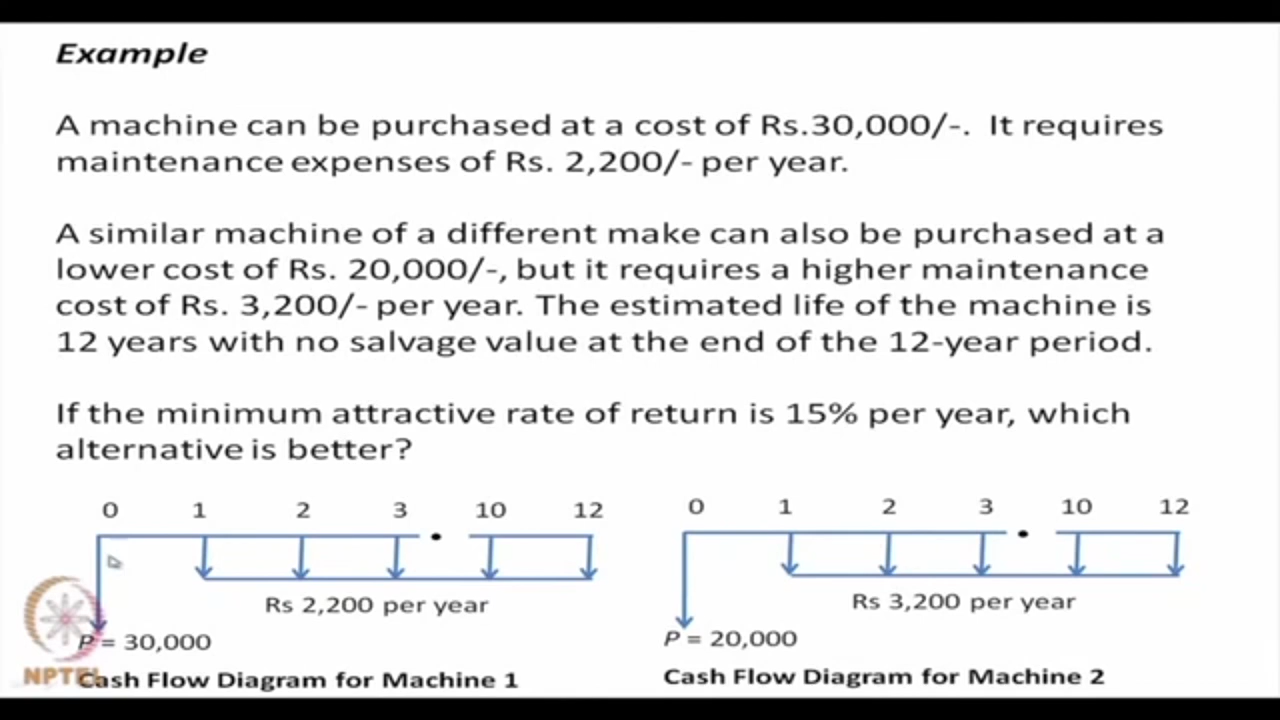 Example
A machine can be purchased at a cost of Rs.30,000/-. It requires
maintenance expenses of Rs. 2,200/- per year.
A similar machine of a different make can also be purchased at a
lower cost of Rs. 20,000/-, but it requires a higher maintenance
cost of Rs. 3,200/- per year. The estimated life of the machine is
12 years with no salvage value at the end of the 12-year period.
If the minimum attractive rate of return is 15% per year, which
alternative is better?
0 1 2 3 10 12
Rs 2,200 per year
P = 30,000
Cash Flow Diagram for Machine 1
0 1 2 3 10 12
Rs 3,200 per year
P = 20,000
Cash Flow Diagram for Machine 2
NPTEL